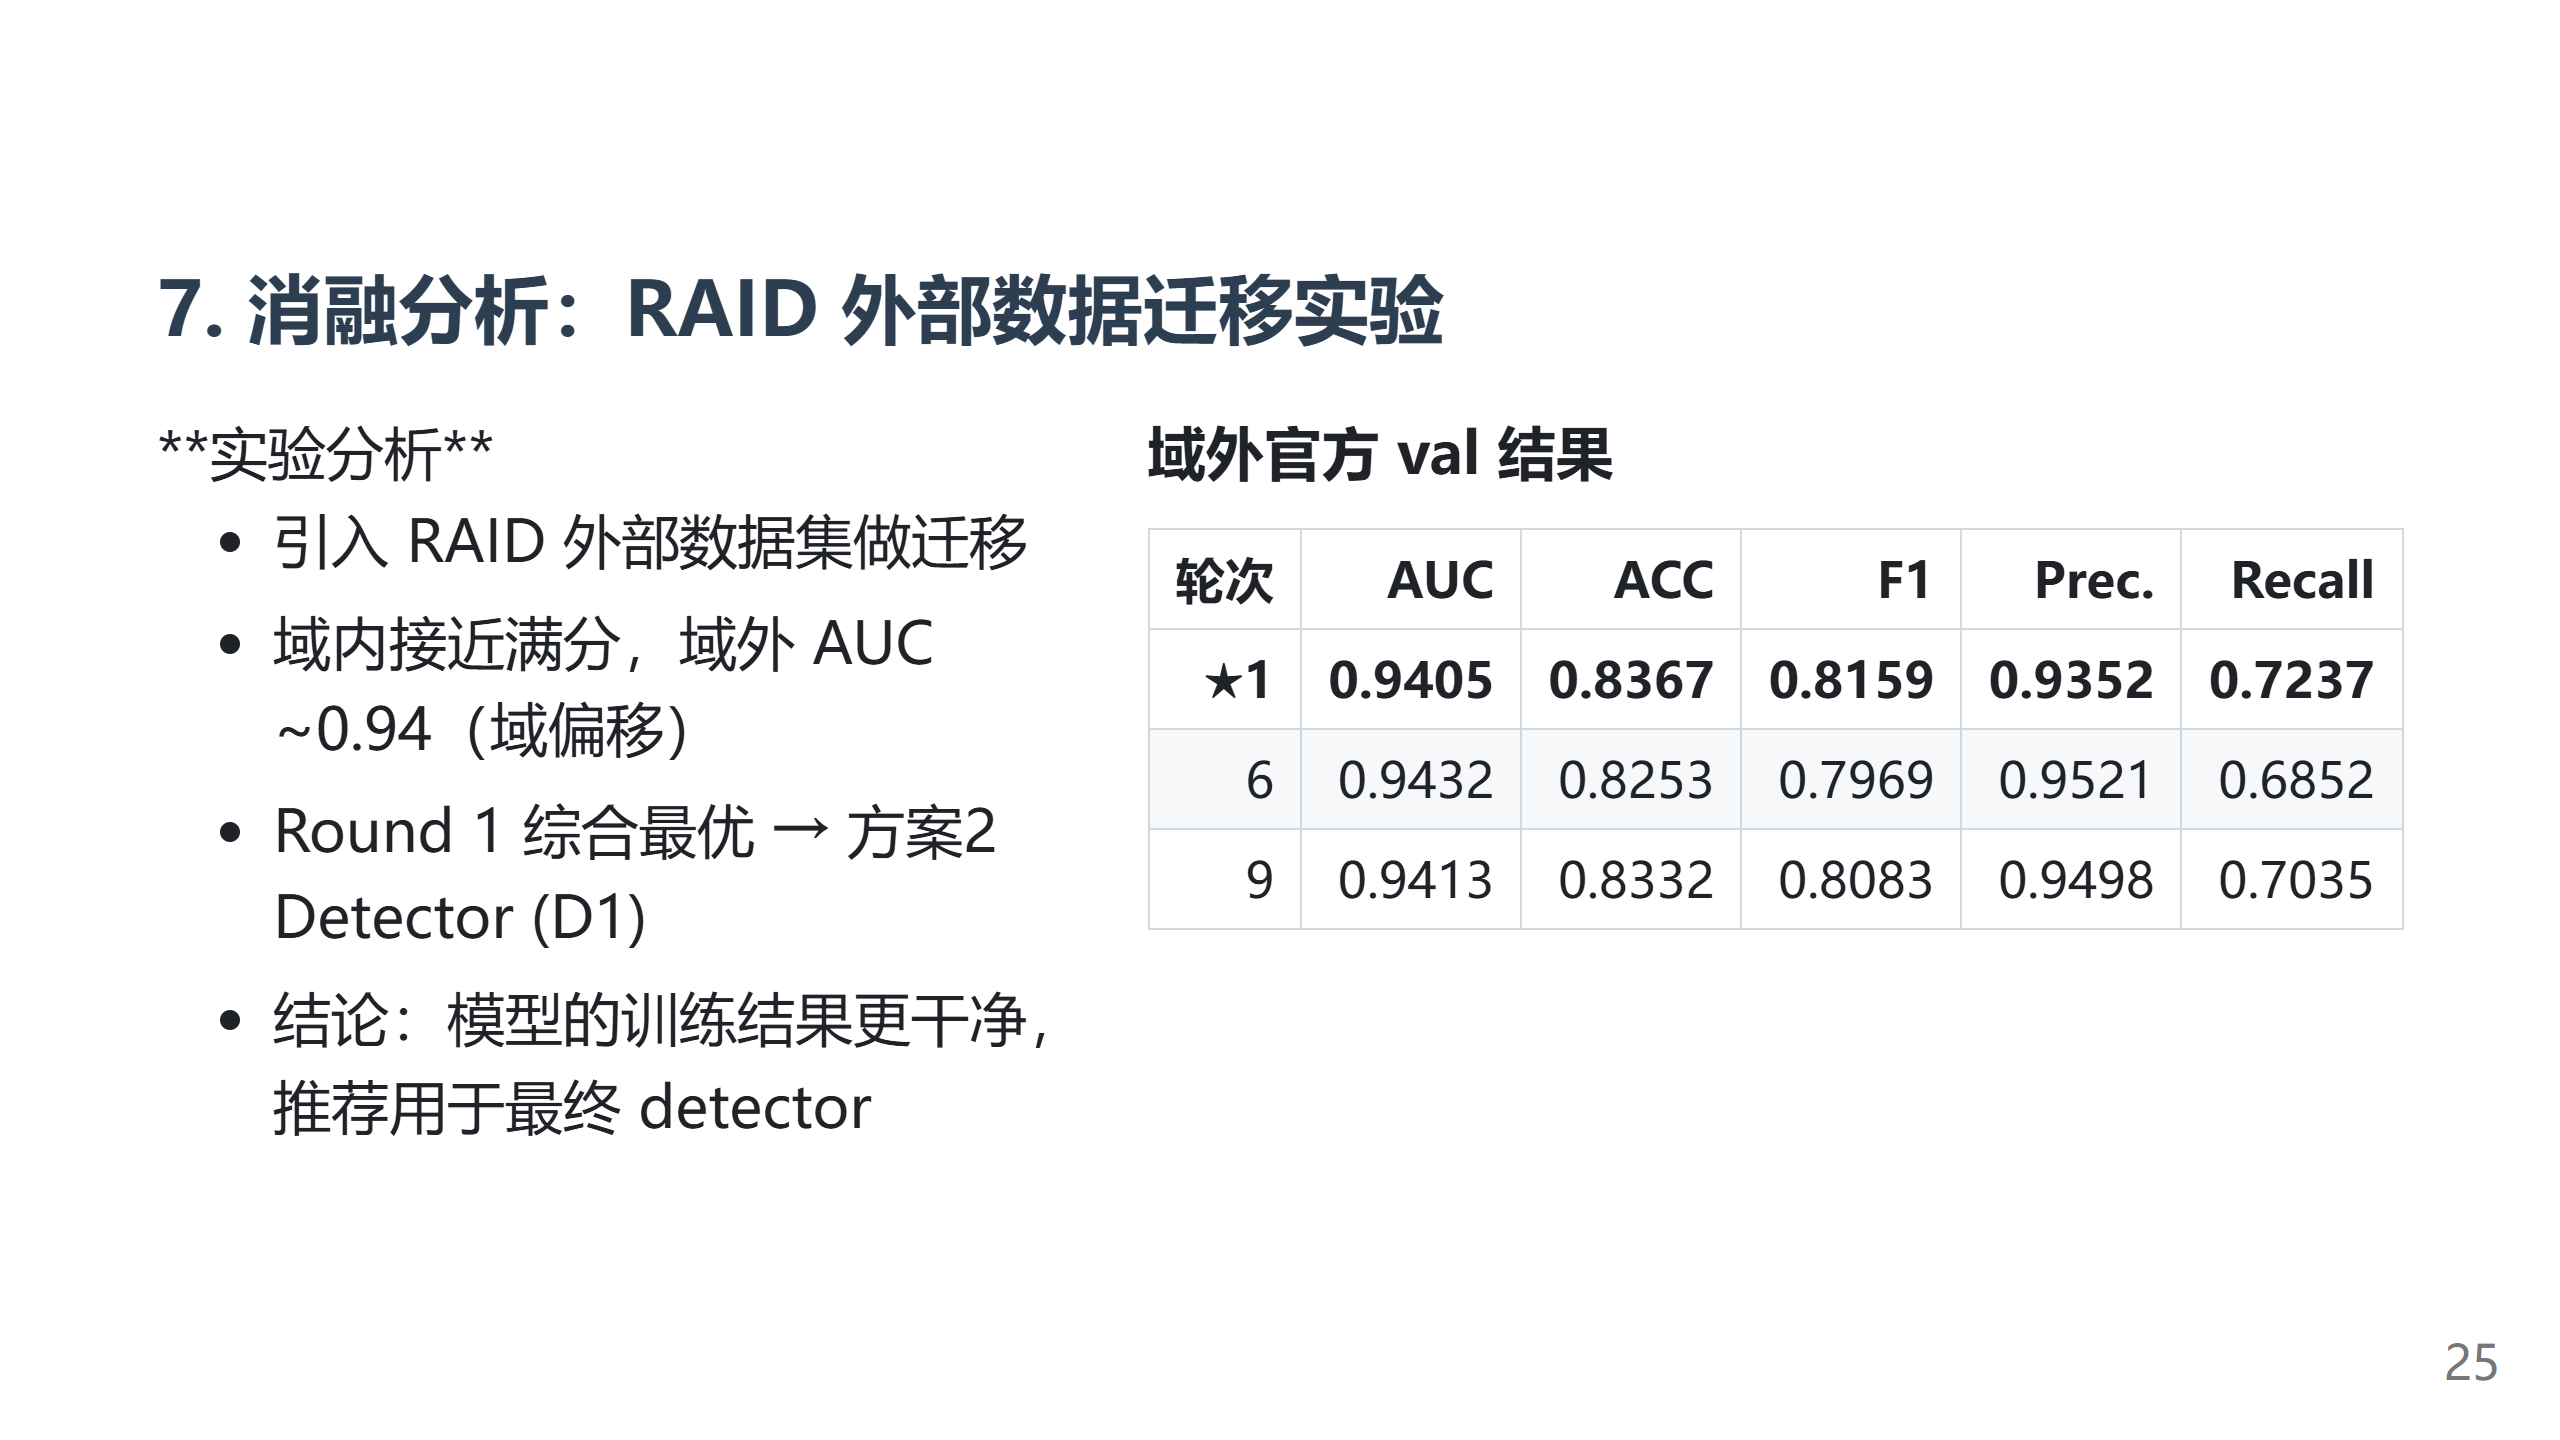 7. 消融分析：RAID 外部数据迁移实验
**实验分析**
• 引入 RAID 外部数据集做迁移
• 域内接近满分，域外 AUC
~0.94（域偏移）
• Round 1 综合最优 → 方案2
Detector (D1)
• 结论：模型的训练结果更干净，
推荐用于最终 detector
域外官方 val 结果
轮次 AUC ACC F1 Prec. Recall
★1 0.9405 0.8367 0.8159 0.9352 0.7237
6 0.9432 0.8253 0.7969 0.9521 0.6852
9 0.9413 0.8332 0.8083 0.9498 0.7035
25